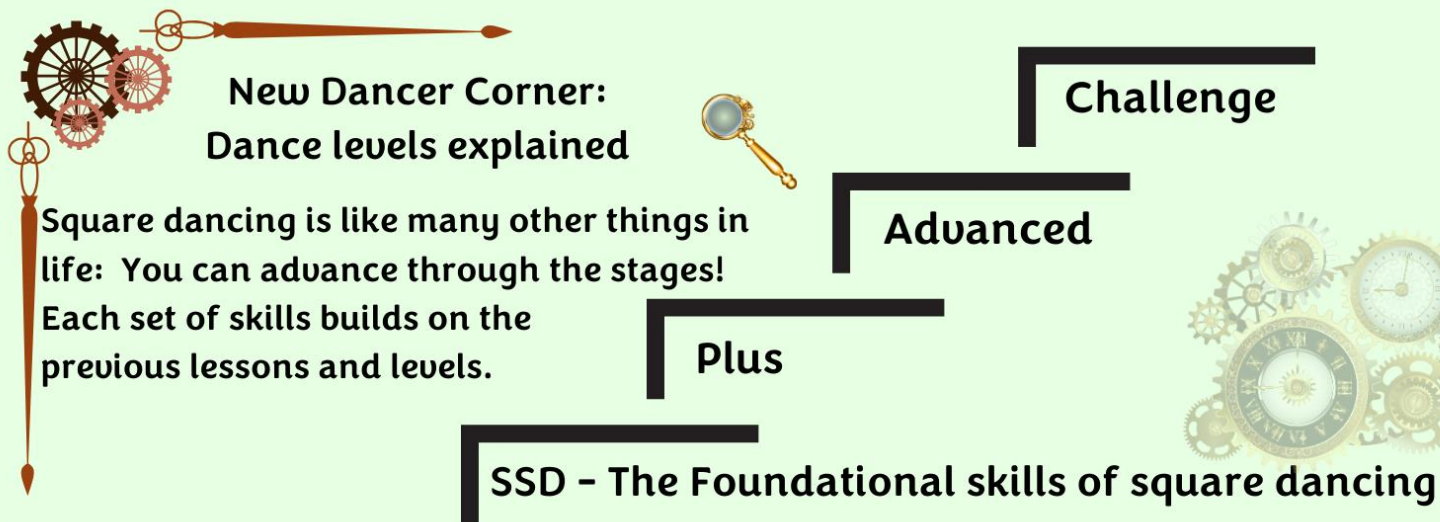 New Dancer Corner:
Dance levels explained
Square dancing is like many other things in
life:  You can advance through the stages!
Each set of skills builds on the
previous lessons and levels.
Challenge
Advanced
Plus
SSD - The Foundational skills of square dancing